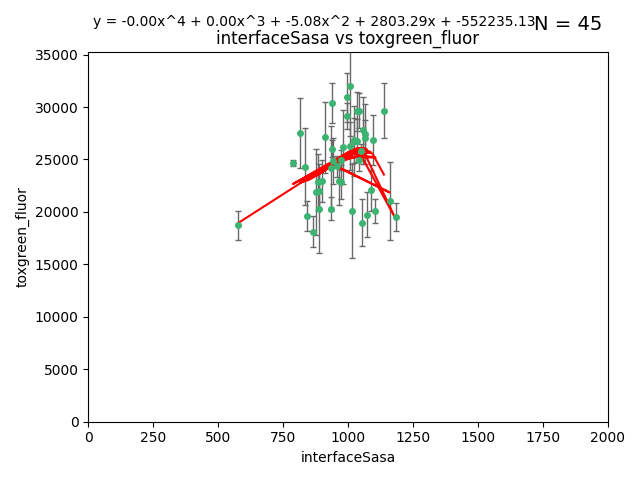 y = -0.00x^4 + 0.00x^3 + -5.08x^2 + 2803.29x + -552235.13
N = 45
interfaceSasa vs toxgreen_fluor
35000
30000
25000
20000
15000
10000
5000
0
toxgreen_fluor
0 250 500 750 1000 1250 1500 1750 2000
interfaceSasa